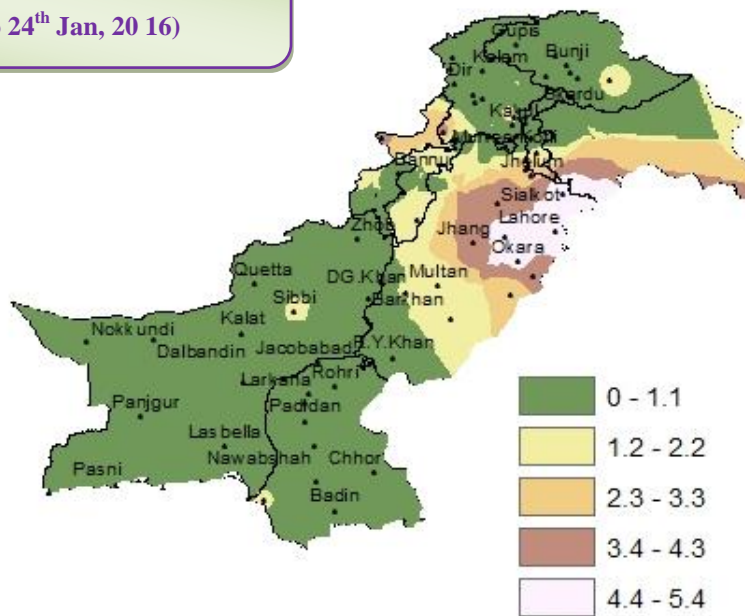 24th Jan, 20 16)
Gupis
Bunji
Kalam
Dir
Skardu
Kakul
Bannu
Jhelum
Sialkot
Lahore
Zhob
Jhang
Okara
Quetta
DG.Khan
Multan
Sibbi
Barkhan
Nokkundi
Kalat
Dalbandin
Jacobabad
R.Y.Khan
Larkana
Rohri
Panjgur
Padidan
Lasbella
Nawabshah
Chhor
Pasni
Badin
0 - 1.1
1.2 - 2.2
2.3 - 3.3
3.4 - 4.3
4.4 - 5.4